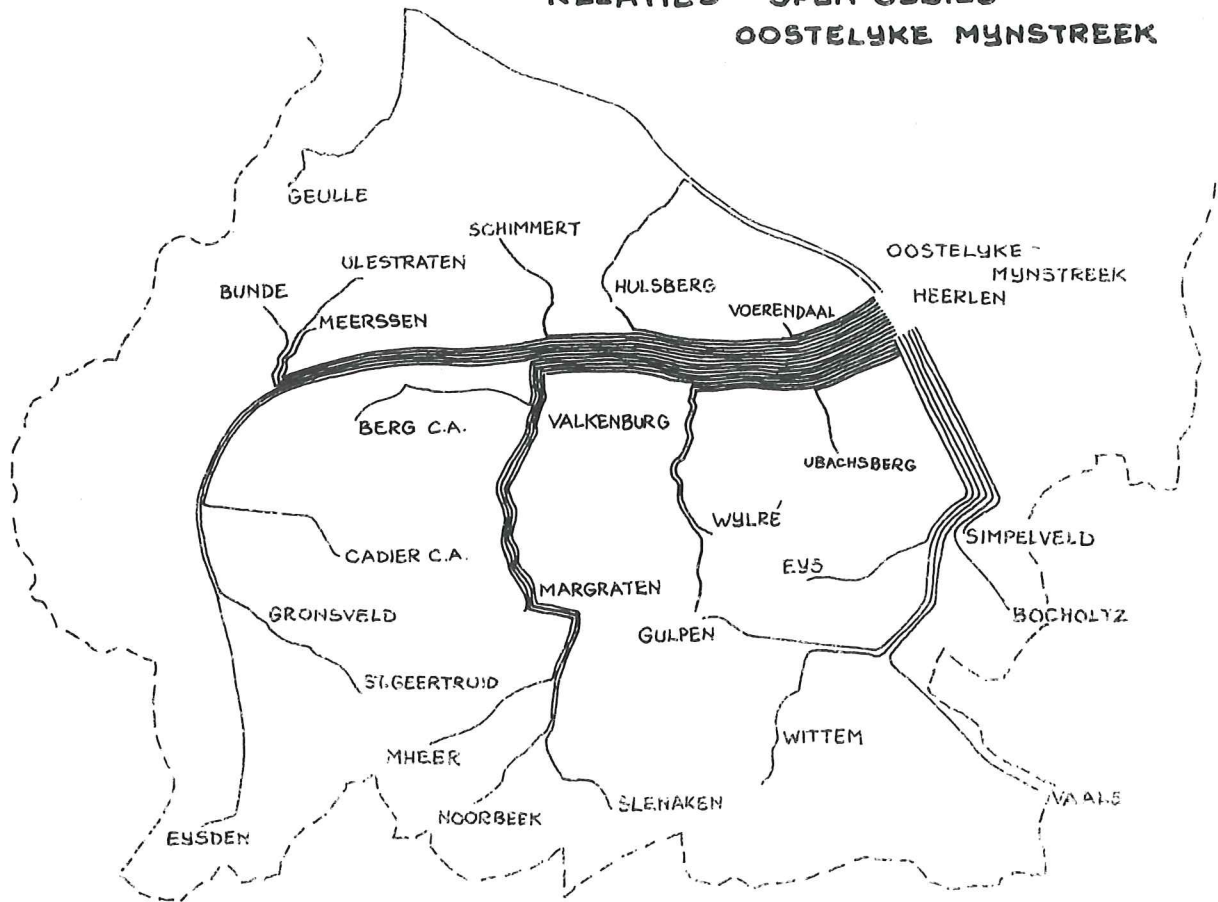 OOSTELYKE MYNSTREEK
GEULLE
SCHIMMERT
ULESTRATEN
BUNDE
MEERSSEN
HULSBERG
VOERENDAAL
OOSTELYKE -
MYNSTREEK
HEERLEN
BERG C.A.
VALKENBURG
UBACHSBERG
WYLRÉ
SIMPELVELD
CADIER C.A.
EYS
MARGRATEN
GRONSVELD
GULPEN
BOCHOLTZ
ST.GEERTRUID
MHEER
WITTEM
NOORBEEK
SLENAKEN
VAALS
EYSDEN